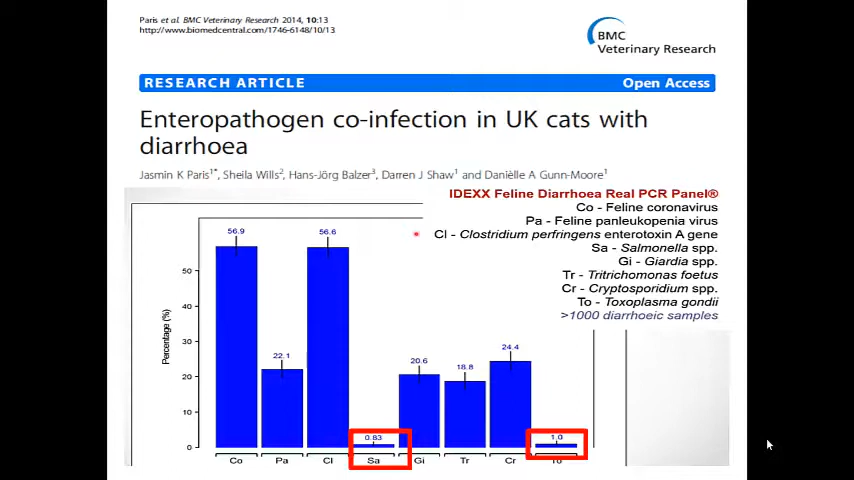 Paris et al. BMC Veterinary Research 2014, 10:13
http://www.biomedcentral.com/1746-6148/10/13
BMC
Veterinary Research
RESEARCH ARTICLE
Open Access
Enteropathogen co-infection in UK cats with
diarrhoea
Jasmin K Paris1*, Sheila Wills2, Hans-Jörg Balzer3, Darren J Shaw1 and Danièlle A Gunn-Moore1
IDEXX Feline Diarrhoea Real PCR Panel®
Co - Feline coronavirus
Pa - Feline panleukopenia virus
Cl - Clostridium perfringens enterotoxin A gene
Sa - Salmonella spp.
Gi - Giardia spp.
Tr - Tritrichomonas foetus
Cr - Cryptosporidium spp.
To - Toxoplasma gondii
>1000 diarrhoeic samples
Percentage (%)
50
40
30
20
10
0
56.9
22.1
56.6
0.83
20.6
18.8
24.4
1.0
Co Pa Cl Sa Gi Tr Cr To